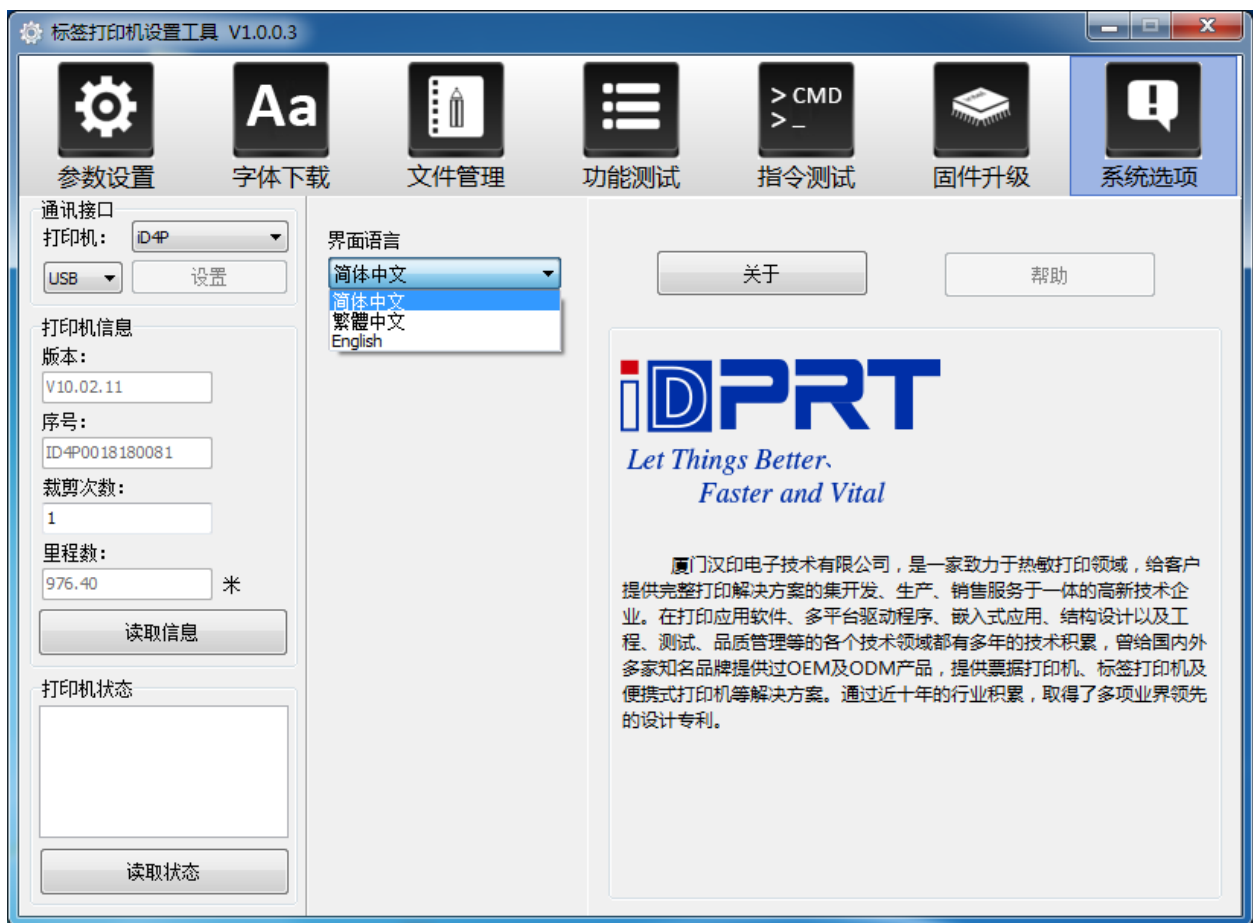 标签打印机设置工具 V1.0.0.3
Aa
> CMD
> _
参数设置
字体下载
文件管理
功能测试
指令测试
固件升级
系统选项
通讯接口
打印机：
iD4P
USB
设置
打印机信息
版本：
V10.02.11
序号：
ID4P0018180081
裁剪次数：
1
里程数：
976.40
米
读取信息
打印机状态
读取状态
界面语言
简体中文
简体中文
繁體中文
English
关于
帮助
iDPRT
Let Things Better、
Faster and Vital
厦门汉印电子技术有限公司，是一家致力于热敏打印领域，给客户
提供完整打印解决方案的集开发、生产、销售服务于一体的高新技术企
业。在打印应用软件、多平台驱动程序、嵌入式应用、结构设计以及工
程、测试、品质管理等的各个技术领域都有多年的技术积累，曾给国内外
多家知名品牌提供过OEM及ODM产品，提供票据打印机、标签打印机及
便携式打印机等解决方案。通过近十年的行业积累，取得了多项业界领先
的设计专利。